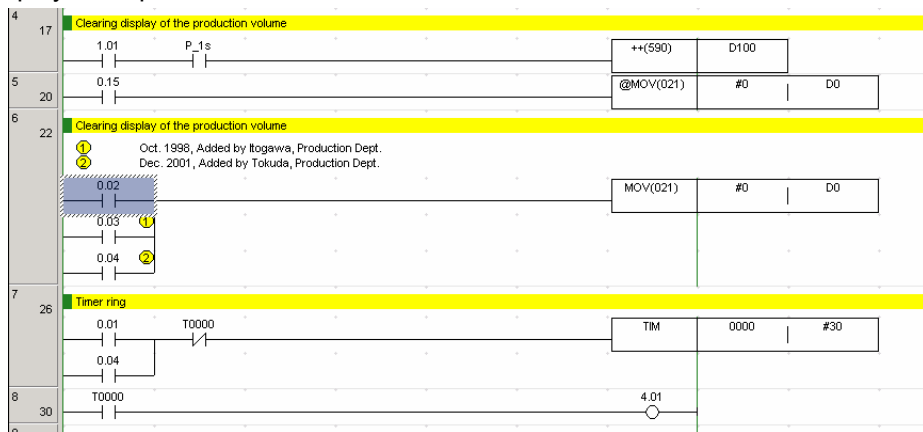 4
17
Clearing display of the production volume
1.01 P_1s ++(590) D100
5
20
0.15 @MOV(021) #0 D0
6
22
Clearing display of the production volume
1 Oct. 1998, Added by Itogawa, Production Dept.
2 Dec. 2001, Added by Tokuda, Production Dept.
0.02 MOV(021) #0 D0
0.03 1
0.04 2
7
26
Timer ring
0.01 T0000 TIM 0000 #30
0.04
8
30
T0000 4.01